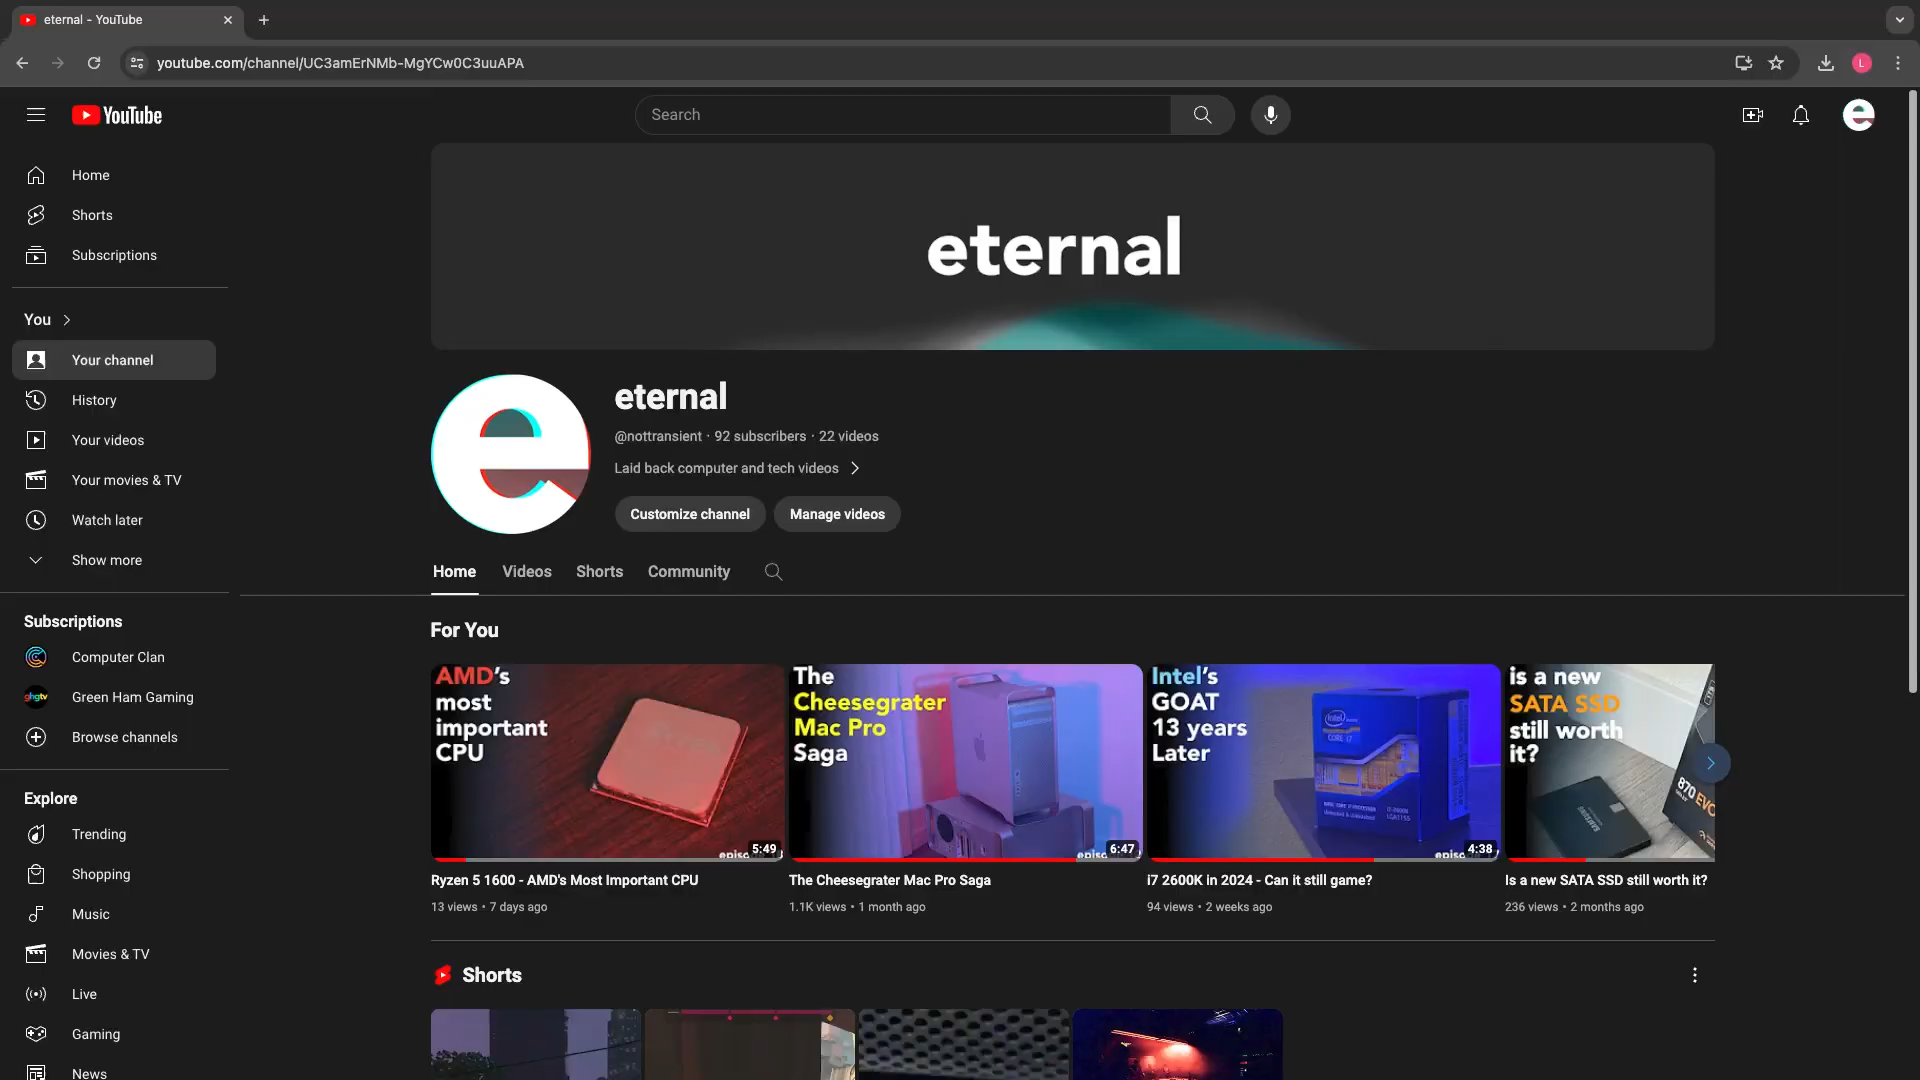 eternal - YouTube
youtube.com/channel/UC3amErNMb-MgYCw0C3uuAPA
L
YouTube
Search
Home
Shorts
Subscriptions
You
Your channel
History
Your videos
Your movies & TV
Watch later
Show more
Subscriptions
Computer Clan
Green Ham Gaming
Browse channels
Explore
Trending
Shopping
Music
Movies & TV
Live
Gaming
News
eternal
eternal
@nottransient · 92 subscribers · 22 videos
Laid back computer and tech videos
Customize channel
Manage videos
Home
Videos
Shorts
Community
For You
AMD's
most
important
CPU
5:49
Ryzen 5 1600 - AMD's Most Important CPU
13 views • 7 days ago
The
Cheesegrater
Mac Pro
Saga
6:47
The Cheesegrater Mac Pro Saga
1.1K views • 1 month ago
Intel's
GOAT
13 years
Later
intel
CORE i7
4:38
i7 2600K in 2024 - Can it still game?
94 views • 2 weeks ago
is a new
SATA SSD
still worth
it?
SAMSUNG
870 EVO
Is a new SATA SSD still worth it?
236 views • 2 months ago
Shorts